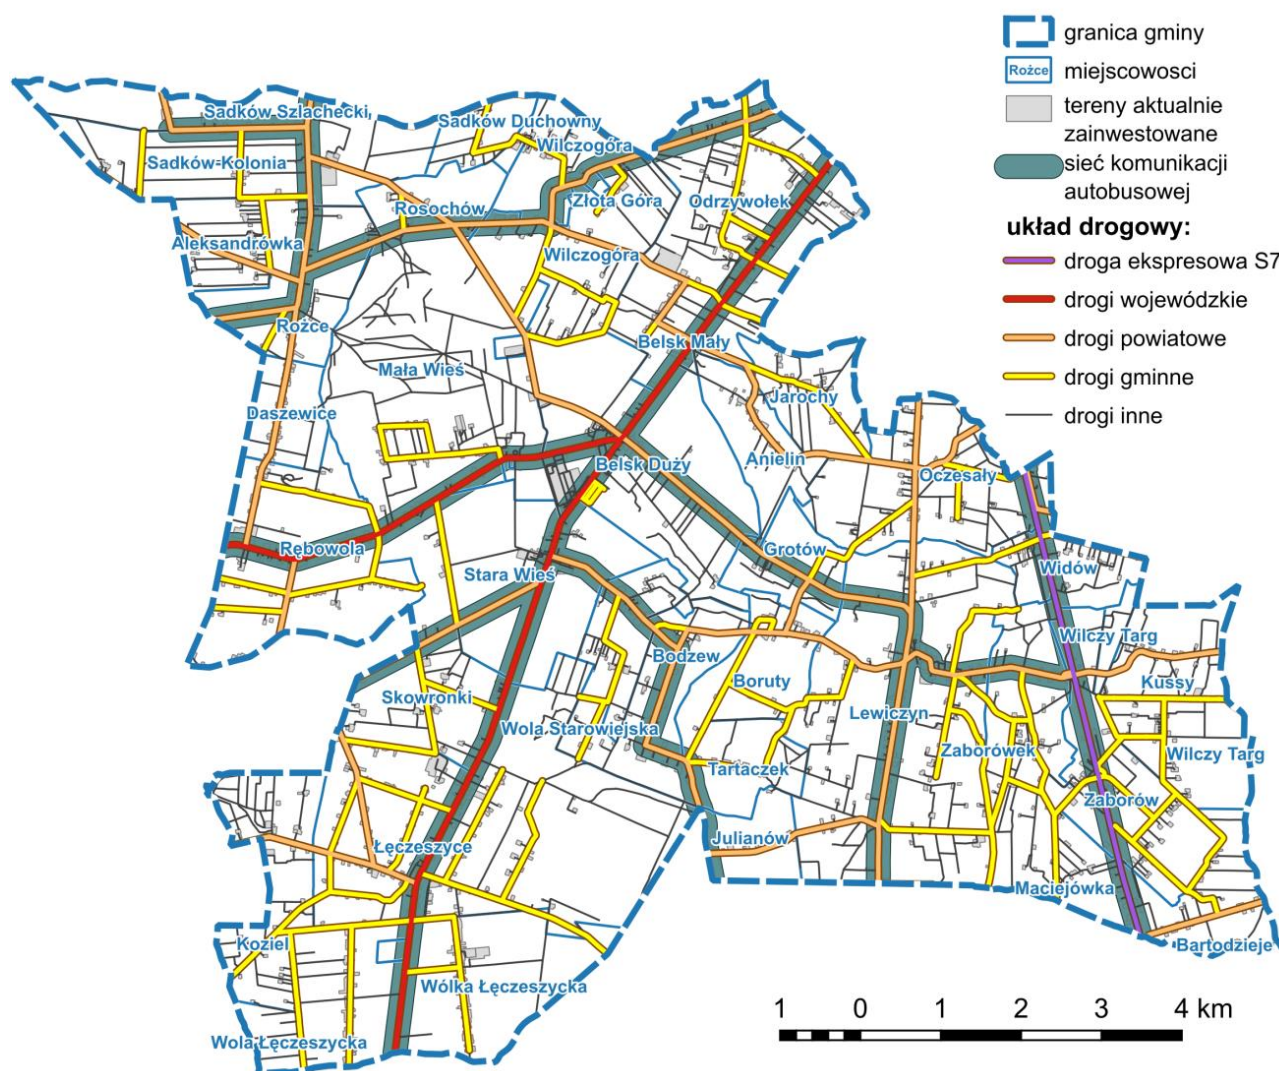 granica gminy
Rożce
miejscowosci
tereny aktualnie
zainwestowane
sieć komunikacji
autobusowej
układ drogowy:
droga ekspresowa S7
drogi wojewódzkie
drogi powiatowe
drogi gminne
drogi inne
Sadków Szlachecki
Sadków Duchowny
Wilczogóra
Sadków-Kolonia
Złota Góra
Odrzywołek
Rosochów
Aleksandrówka
Wilczogóra
Rożce
Belsk Mały
Mała Wieś
Jarochy
Daszewice
Belsk Duży
Anielin
Oczesały
Rębowola
Grotów
Stara Wieś
Widów
Bodzew
Wilczy Targ
Boruty
Kussy
Skowronki
Lewiczyn
Wola Starowiejska
Zaborówek
Wilczy Targ
Tartaczek
Zaborów
Julianów
Łęczeszyce
Maciejówka
Koziel
Bartodzieje
Wólka Łęczeszycka
Wola Łęczeszycka
1 0 1 2 3 4 km